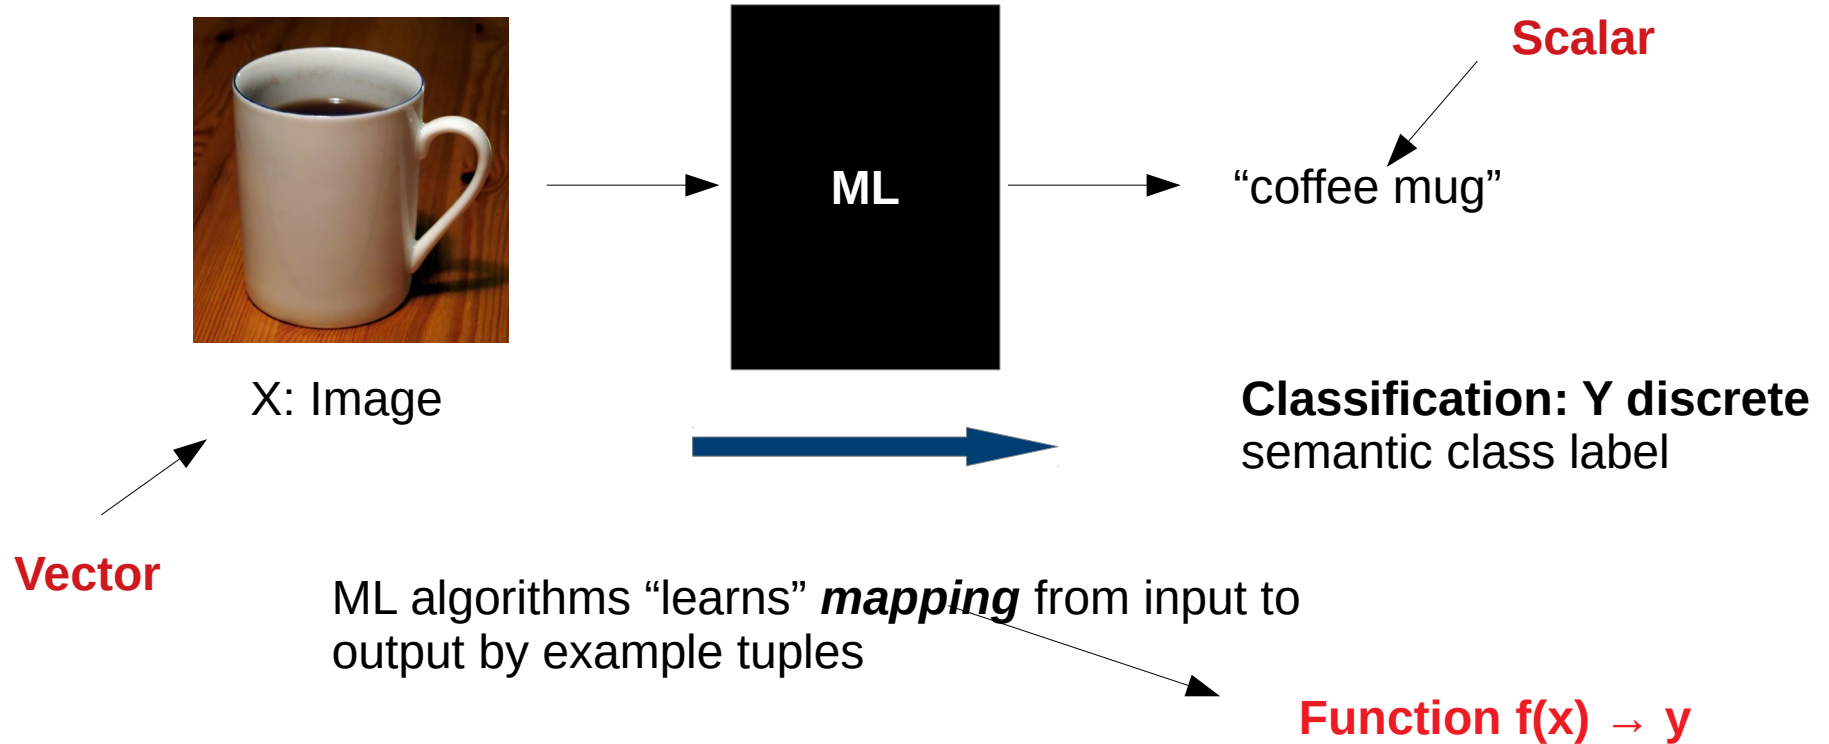 Scalar
ML
“coffee mug”
X: Image
Classification: Y discrete
semantic class label
Vector
ML algorithms “learns” mapping from input to
output by example tuples
Function f(x) → y